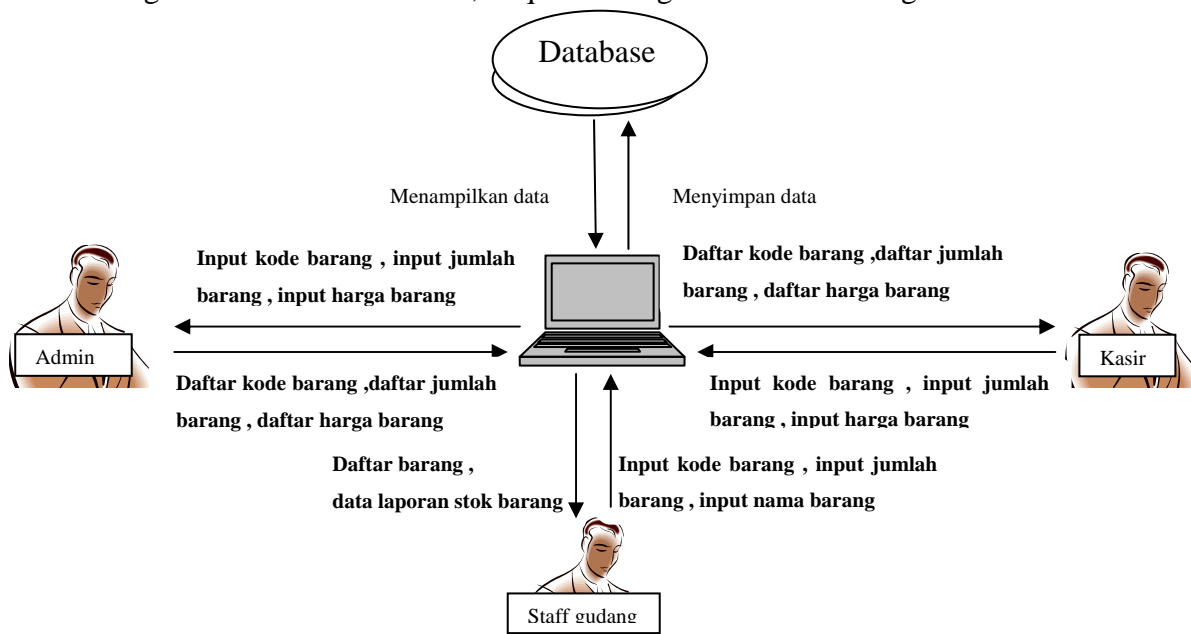 Database
Menampilkan data
Menyimpan data
Input kode barang , input jumlah
barang , input harga barang
Daftar kode barang ,daftar jumlah
barang , daftar harga barang
Admin
Kasir
Daftar kode barang ,daftar jumlah
barang , daftar harga barang
Input kode barang , input jumlah
barang , input harga barang
Daftar barang ,
data laporan stok barang
Input kode barang , input jumlah
barang , input nama barang
Staff gudang